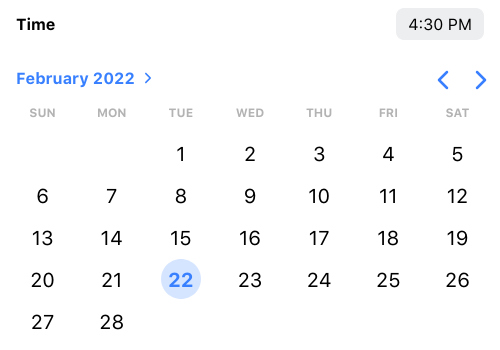 Time 4:30 PM
February 2022
SUN MON TUE WED THU FRI SAT
1 2 3 4 5
6 7 8 9 10 11 12
13 14 15 16 17 18 19
20 21 22 23 24 25 26
27 28